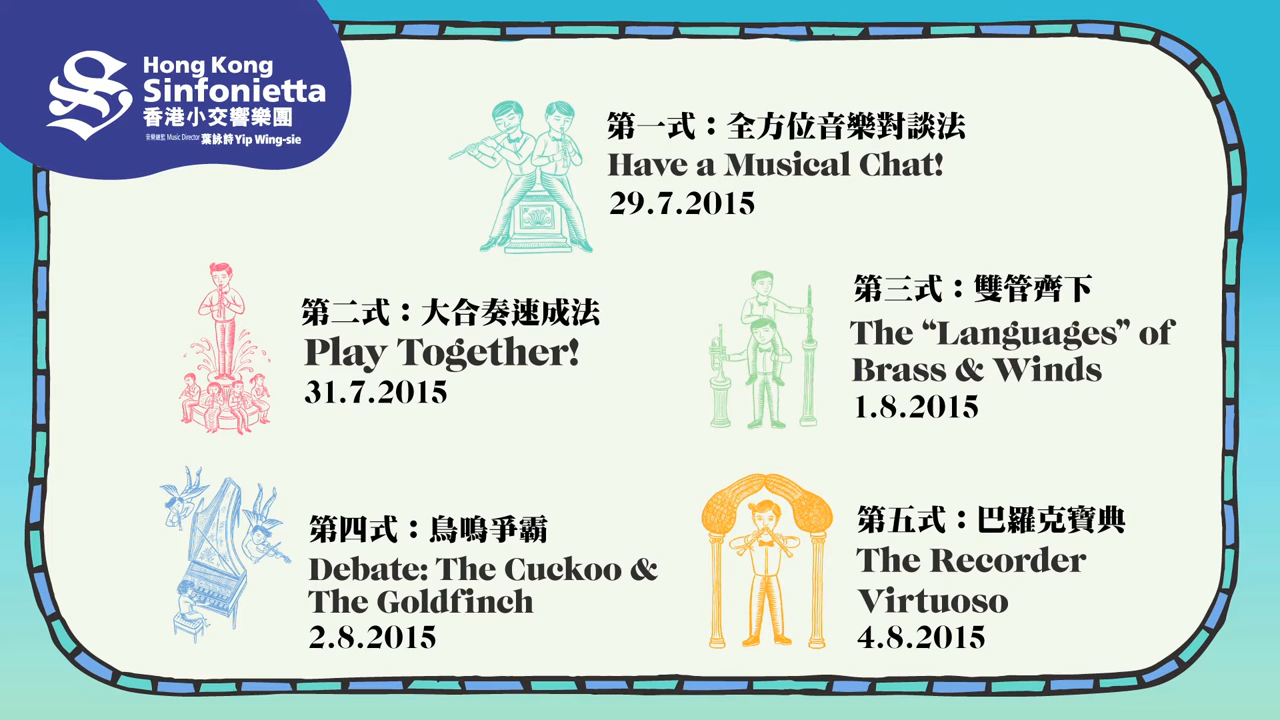 Hong Kong
Sinfonietta
香港小交響樂團
音樂總監 Music Director 葉詠詩 Yip Wing-sie
第一式：全方位音樂對談法
Have a Musical Chat!
29.7.2015
第二式：大合奏速成法
Play Together!
31.7.2015
第三式：雙管齊下
The “Languages” of
Brass & Winds
1.8.2015
第四式：鳥鳴爭霸
Debate: The Cuckoo &
The Goldfinch
2.8.2015
第五式：巴羅克寶典
The Recorder
Virtuoso
4.8.2015